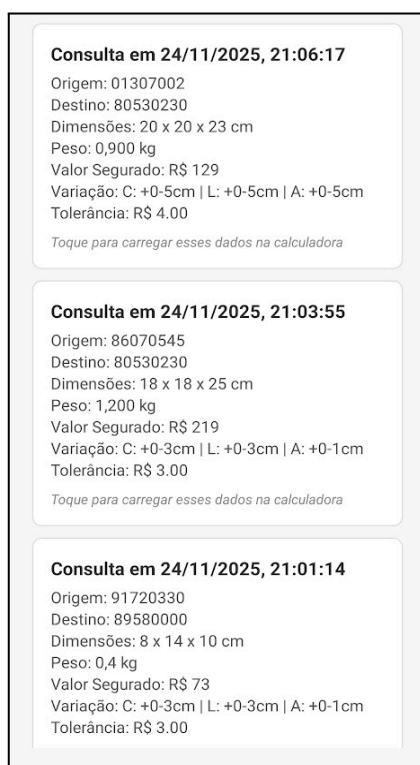 Consulta em 24/11/2025, 21:06:17
Origem: 01307002
Destino: 80530230
Dimensões: 20 x 20 x 23 cm
Peso: 0,900 kg
Valor Segurado: R$ 129
Variação: C: +0-5cm | L: +0-5cm | A: +0-5cm
Tolerância: R$ 4.00
Toque para carregar esses dados na calculadora
Consulta em 24/11/2025, 21:03:55
Origem: 86070545
Destino: 80530230
Dimensões: 18 x 18 x 25 cm
Peso: 1,200 kg
Valor Segurado: R$ 219
Variação: C: +0-3cm | L: +0-3cm | A: +0-1cm
Tolerância: R$ 3.00
Toque para carregar esses dados na calculadora
Consulta em 24/11/2025, 21:01:14
Origem: 91720330
Destino: 89580000
Dimensões: 8 x 14 x 10 cm
Peso: 0,4 kg
Valor Segurado: R$ 73
Variação: C: +0-3cm | L: +0-3cm | A: +0-1cm
Tolerância: R$ 3.00